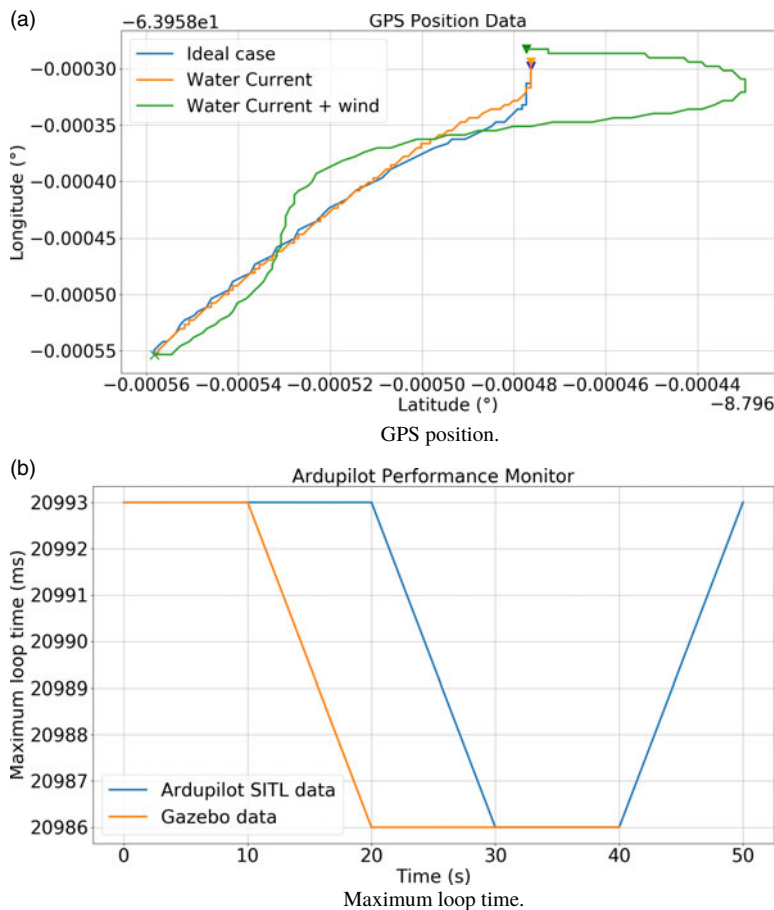 (a)
−6.3958e1
GPS Position Data
Ideal case
Water Current
Water Current + wind
−0.00030
−0.00035
−0.00040
−0.00045
−0.00050
−0.00055
Longitude (°)
−0.00056 −0.00054 −0.00052 −0.00050 −0.00048 −0.00046 −0.00044
Latitude (°)
−8.796
GPS position.
(b)
Ardupilot Performance Monitor
20993
20992
20991
20990
20989
20988
20987
20986
Maximum loop time (ms)
Ardupilot SITL data
Gazebo data
0 10 20 30 40 50
Time (s)
Maximum loop time.